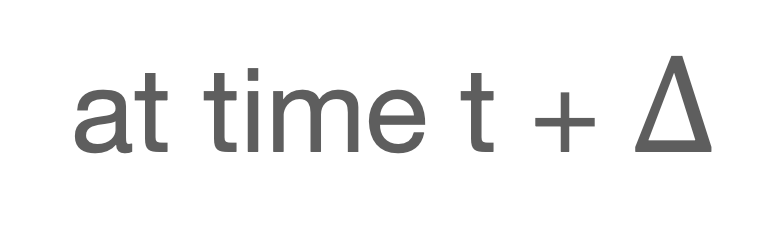 at time t + Δ